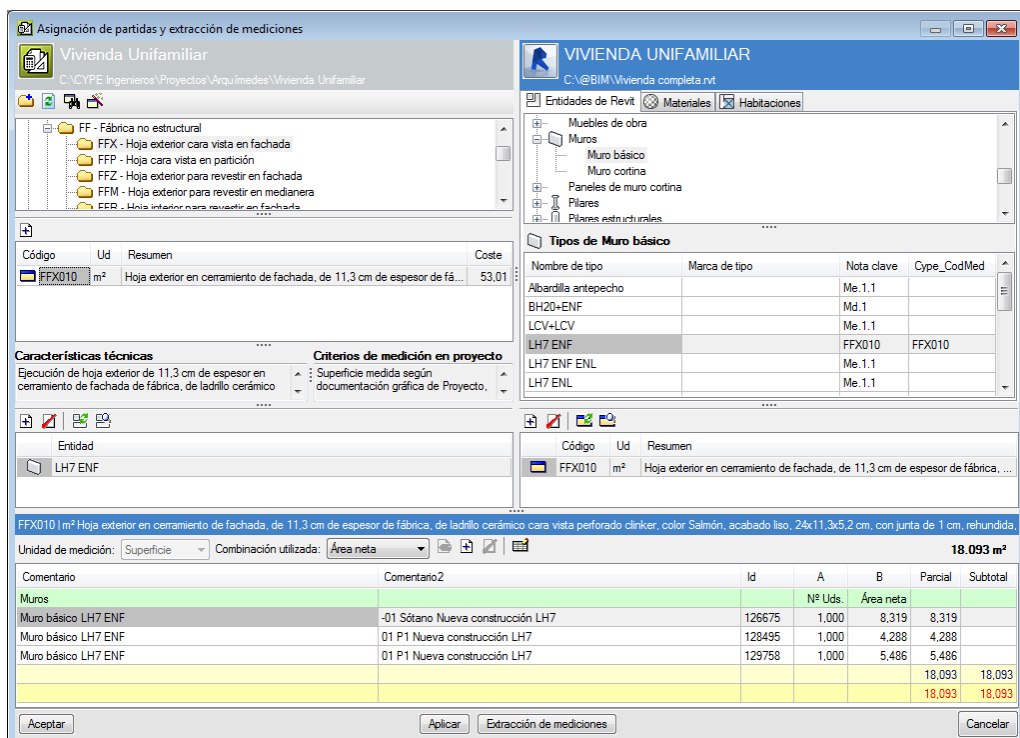 Asignación de partidas y extracción de mediciones
Vivienda Unifamiliar
C:\CYPE Ingenieros\Proyectos\Arquímedes\Vivienda Unifamiliar
FF - Fábrica no estructural
FFX - Hoja exterior cara vista en fachada
FFP - Hoja cara vista en partición
FFZ - Hoja exterior para revestir en fachada
FFM - Hoja exterior para revestir en medianera
FFR - Hoja interior para revestir en fachada
Código Ud Resumen Coste
FFX010 m² Hoja exterior en cerramiento de fachada, de 11,3 cm de espesor de fá... 53,01
Características técnicas
Ejecución de hoja exterior de 11,3 cm de espesor en
cerramiento de fachada de fábrica, de ladrillo cerámico
Criterios de medición en proyecto
Superficie medida según
documentación gráfica de Proyecto,
Entidad
LH7 ENF
VIVIENDA UNIFAMILIAR
C:\@BIM\Vivienda completa.rvt
Entidades de Revit Materiales Habitaciones
Muebles de obra
Muros
Muro básico
Muro cortina
Paneles de muro cortina
Pilares
Pilares estructurales
Tipos de Muro básico
Nombre de tipo Marca de tipo Nota clave Cype_CodMed
Albardilla antepecho Me.1.1
BH20+ENF Md.1
LCV+LCV Me.1.1
LH7 ENF FFX010 FFX010
LH7 ENF ENL Me.1.1
LH7 ENL Me.1.1
Código Ud Resumen
FFX010 m² Hoja exterior en cerramiento de fachada, de 11,3 cm de espesor de fábrica, ...
FFX010 | m² Hoja exterior en cerramiento de fachada, de 11,3 cm de espesor de fábrica, de ladrillo cerámico cara vista perforado clinker, color Salmón, acabado liso, 24x11,3x5,2 cm, con junta de 1 cm, rehundida,
Unidad de medición: Superficie Combinación utilizada: Área neta 18.093 m²
Comentario Comentario2 Id A B Parcial Subtotal
Muros Nº Uds. Área neta
Muro básico LH7 ENF -01 Sótano Nueva construcción LH7 126675 1,000 8,319 8,319
Muro básico LH7 ENF 01 P1 Nueva construcción LH7 128495 1,000 4,288 4,288
Muro básico LH7 ENF 01 P1 Nueva construcción LH7 129758 1,000 5,486 5,486
18,093 18,093
18,093 18,093
Aceptar Aplicar Extracción de mediciones Cancelar